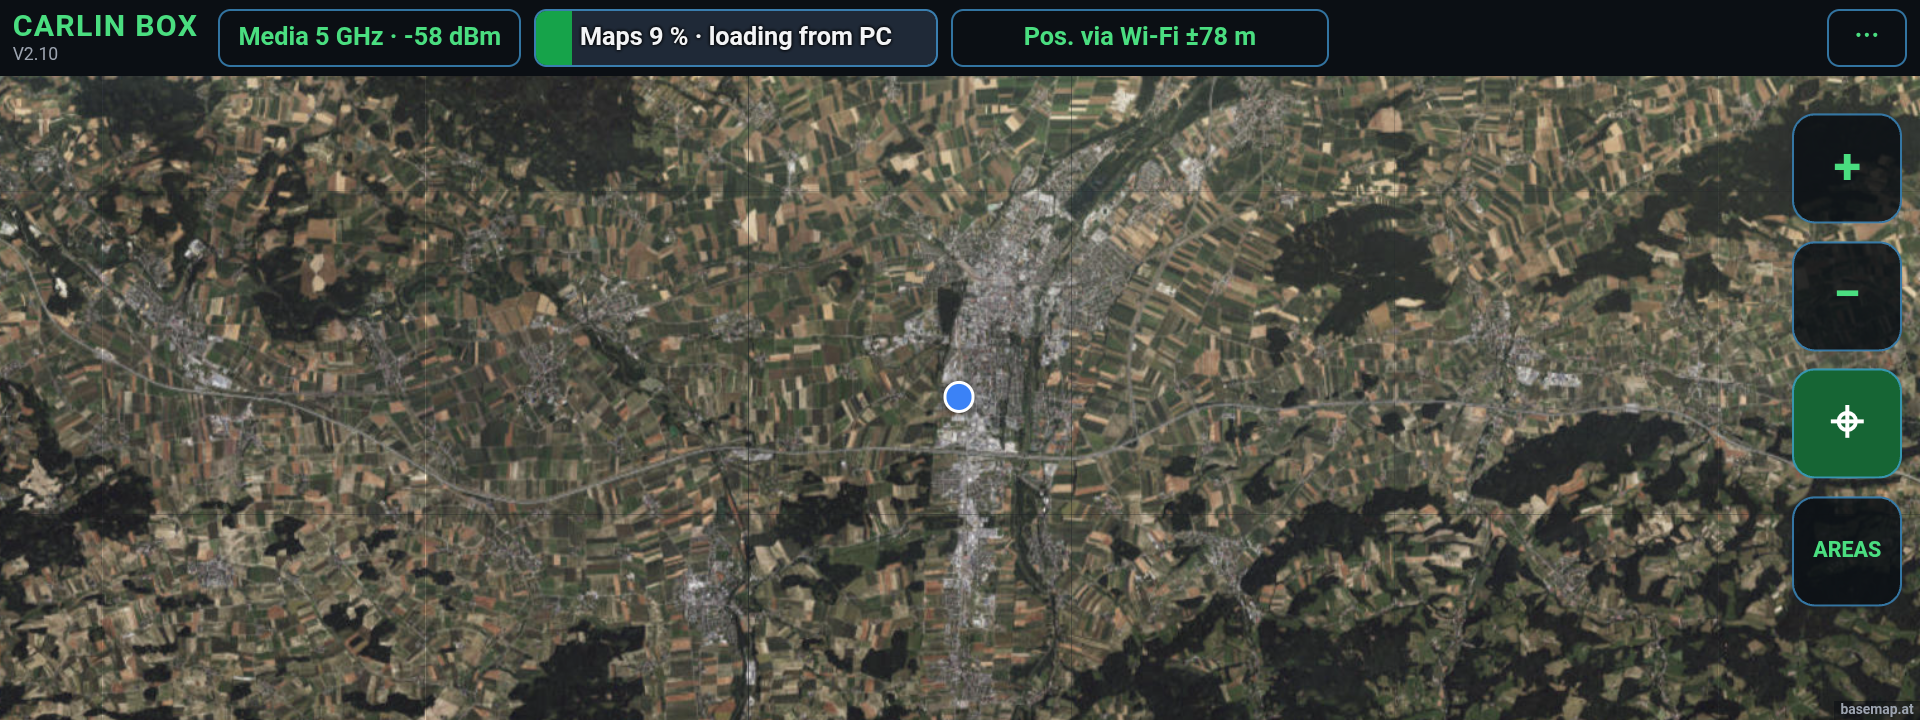 CARLIN BOX
V2.10
Media 5 GHz · -58 dBm
Maps 9 % · loading from PC
Pos. via Wi-Fi ±78 m
···
+
−
AREAS
basemap.at